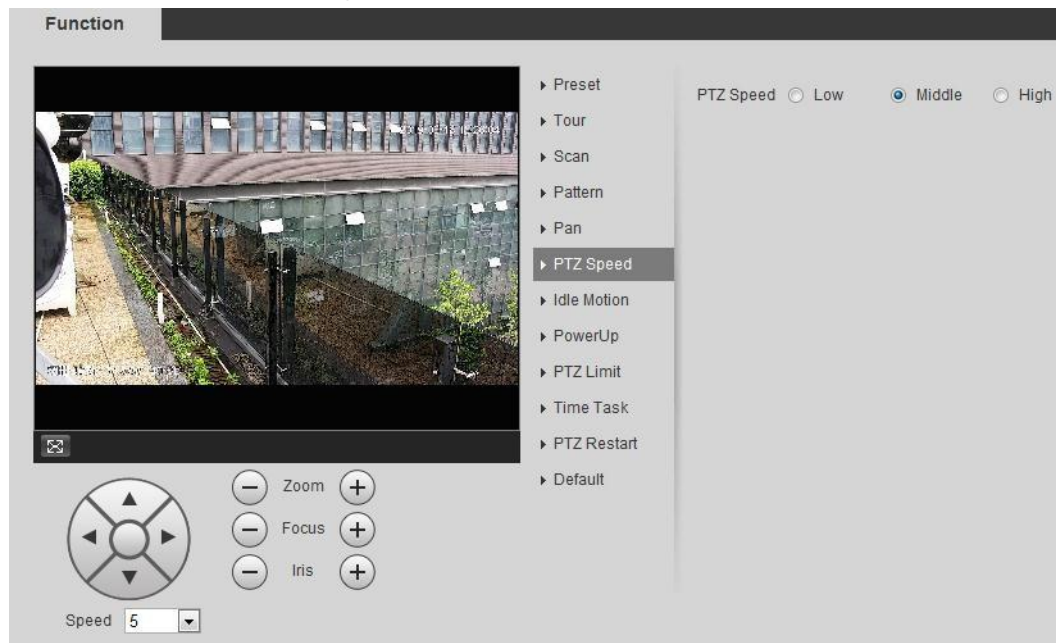 Function
Preset
PTZ Speed Low Middle High
Tour
Scan
Pattern
Pan
PTZ Speed
Idle Motion
PowerUp
PTZ Limit
Time Task
PTZ Restart
Default
Zoom
Focus
Iris
Speed 5